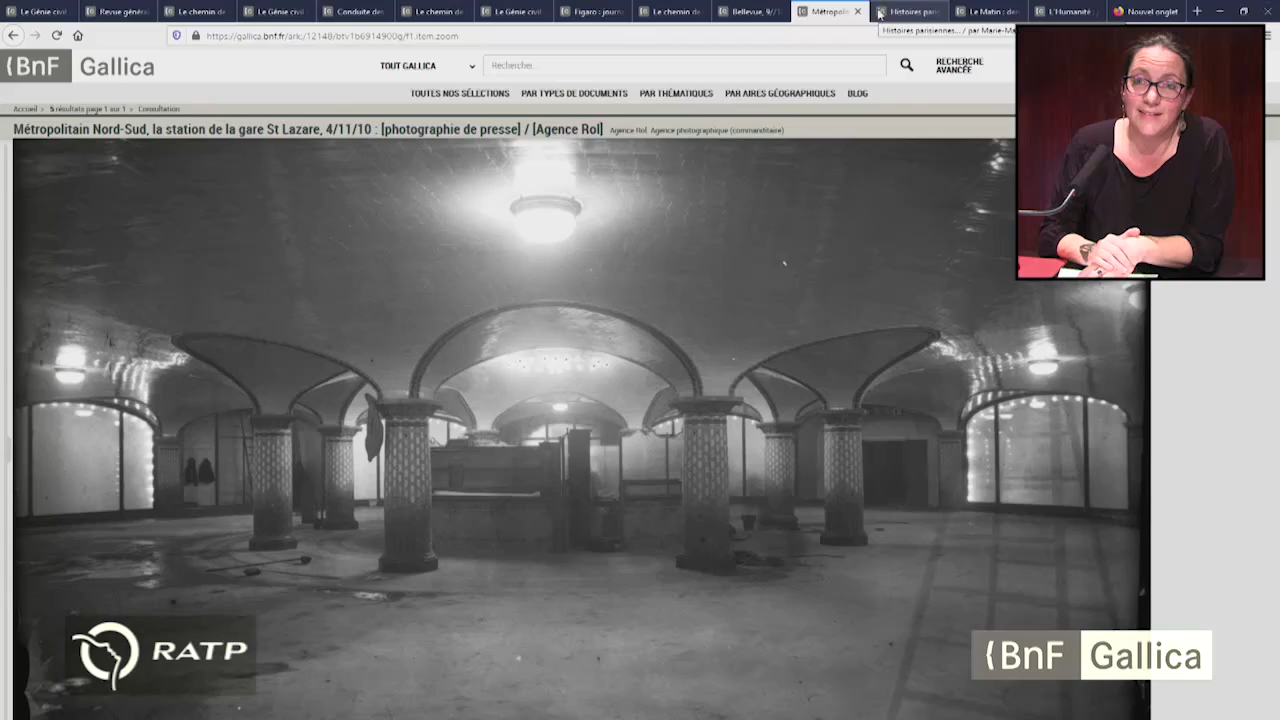 Le Génie civil
Revue général
Le chemin de
Le Génie civil
Conduite des
Le chemin de
Le Génie civil
Figaro : journa
Le chemin de
Bellevue, 9/1
Métropoli
Histoires paris
Le Matin : der
L'Humanité :
Nouvel onglet
https://gallica.bnf.fr/ark:/12148/btv1b6914900g/f1.item.zoom
Histoires parisiennes... / par Marie-Ma
BnF Gallica
TOUT GALLICA
Recherche...
RECHERCHE
AVANCÉE
TOUTES NOS SÉLECTIONS PAR TYPES DE DOCUMENTS PAR THÉMATIQUES PAR AIRES GÉOGRAPHIQUES BLOG
Accueil > 5 résultats page 1 sur 1 > Consultation
Métropolitain Nord-Sud, la station de la gare St Lazare, 4/11/10 : [photographie de presse] / [Agence Rol] Agence Rol. Agence photographique (commanditaire)
RATP
BnF Gallica